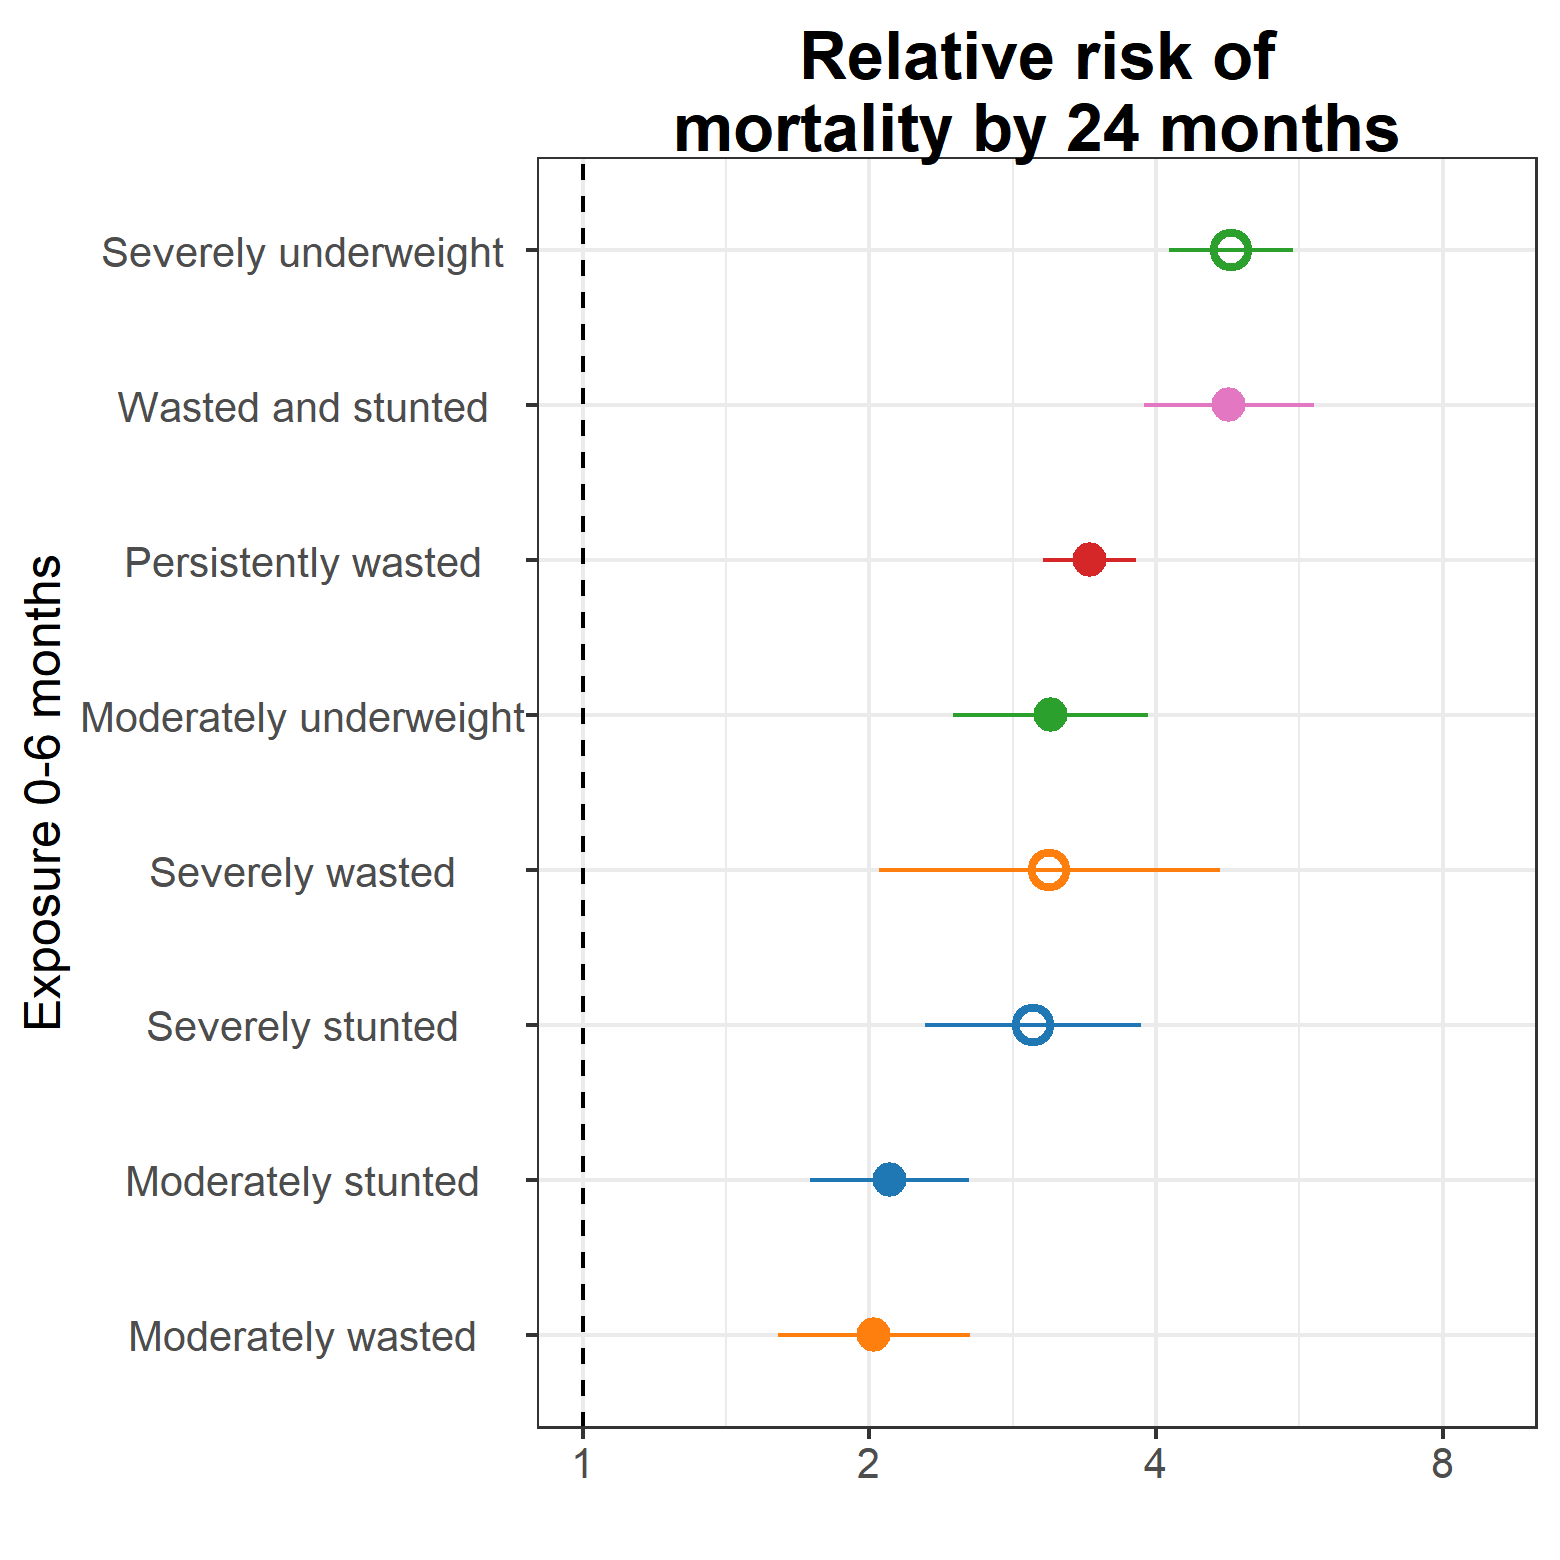 Relative risk of
mortality by 24 months
Exposure 0-6 months
Severely underweight
Wasted and stunted
Persistently wasted
Moderately underweight
Severely wasted
Severely stunted
Moderately stunted
Moderately wasted
1 2 4 8